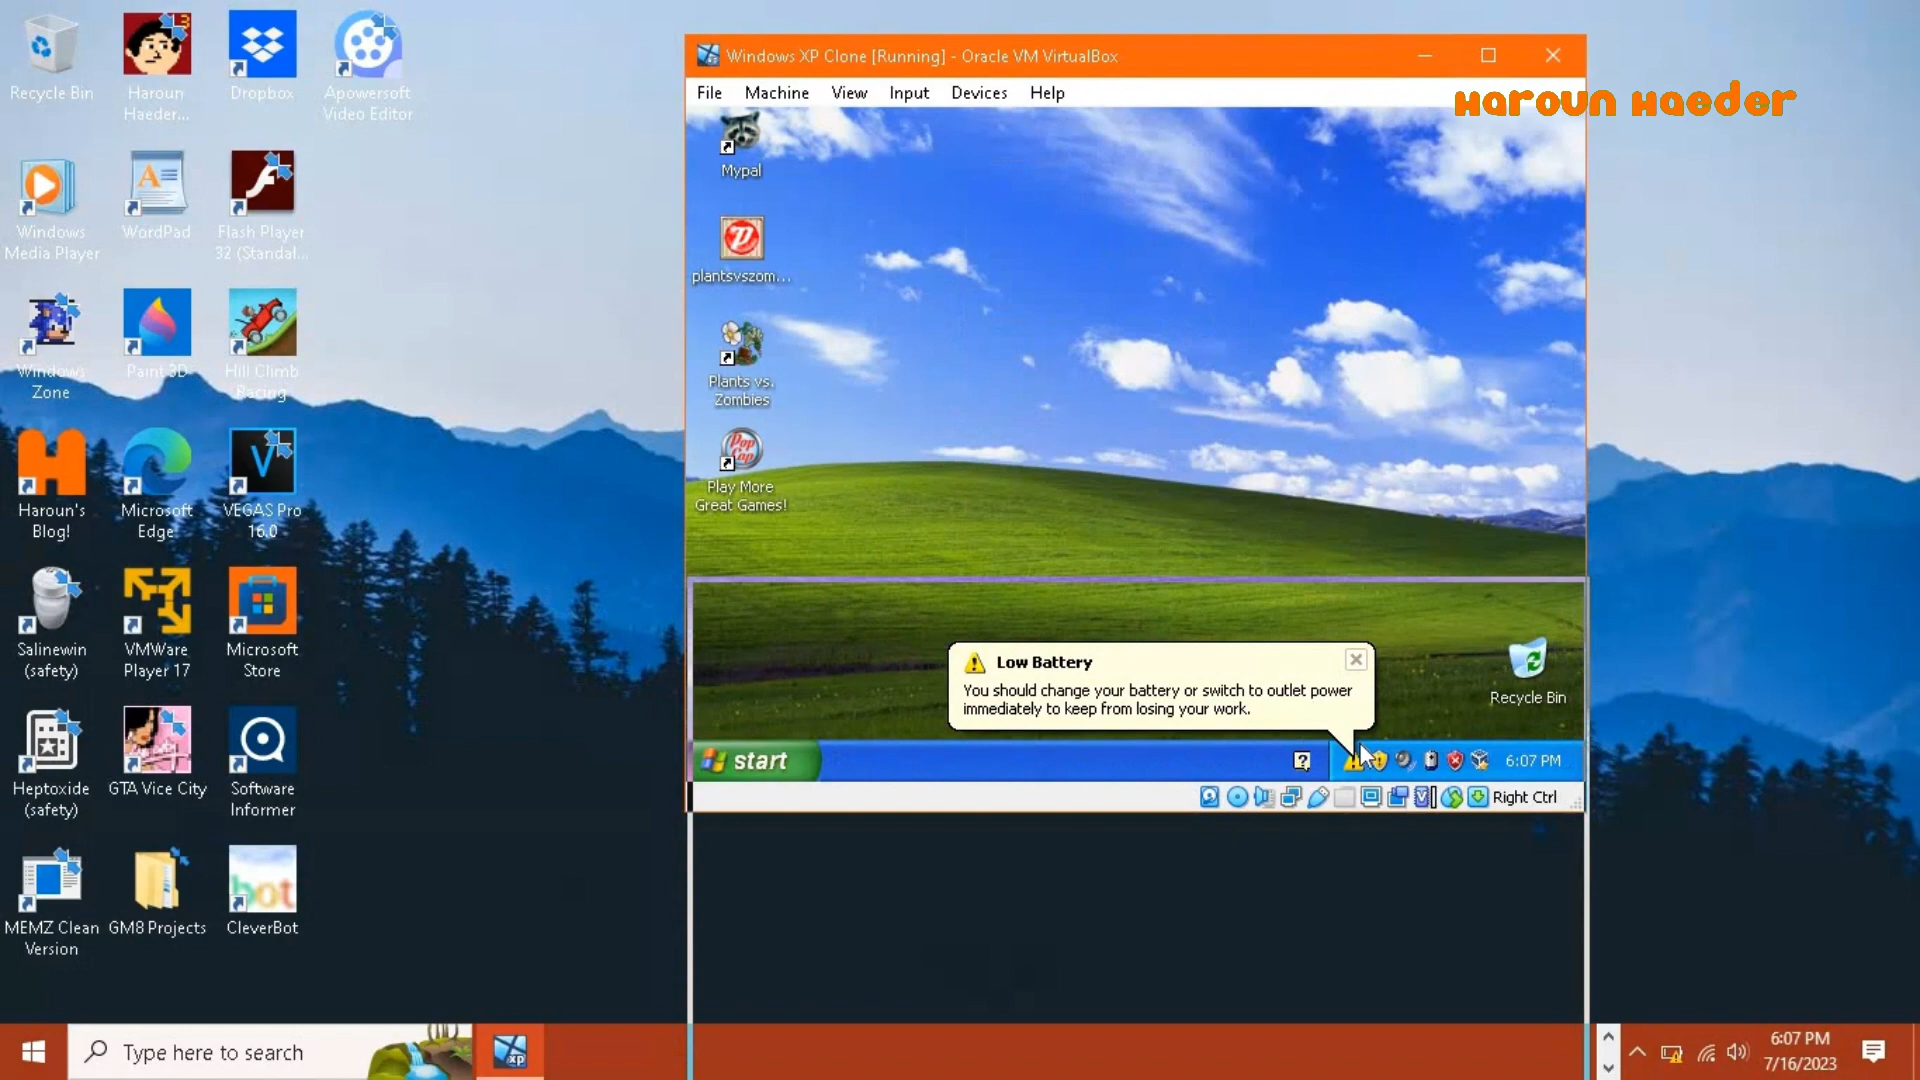 Recycle Bin
Haroun
Haeder...
Dropbox
Apowersoft
Video Editor
Windows
Media Player
WordPad
Flash Player
32 (Standal...
Windows
Zone
Paint 3D
Hill Climb
Racing
Haroun's
Blog!
Microsoft
Edge
VEGAS Pro
16.0
Salinewin
(safety)
VMWare
Player 17
Microsoft
Store
Heptoxide
(safety)
GTA Vice City
Software
Informer
MEMZ Clean
Version
GM8 Projects
bot
CleverBot
Windows XP Clone [Running] - Oracle VM VirtualBox
File Machine View Input Devices Help
Haroun Haeder
Mypal
plantsvszom...
Plants vs.
Zombies
Pop
Cap
Play More
Great Games!
Low Battery
You should change your battery or switch to outlet power
immediately to keep from losing your work.
Recycle Bin
start
6:07 PM
Right Ctrl
Type here to search
xp
6:07 PM
7/16/2023